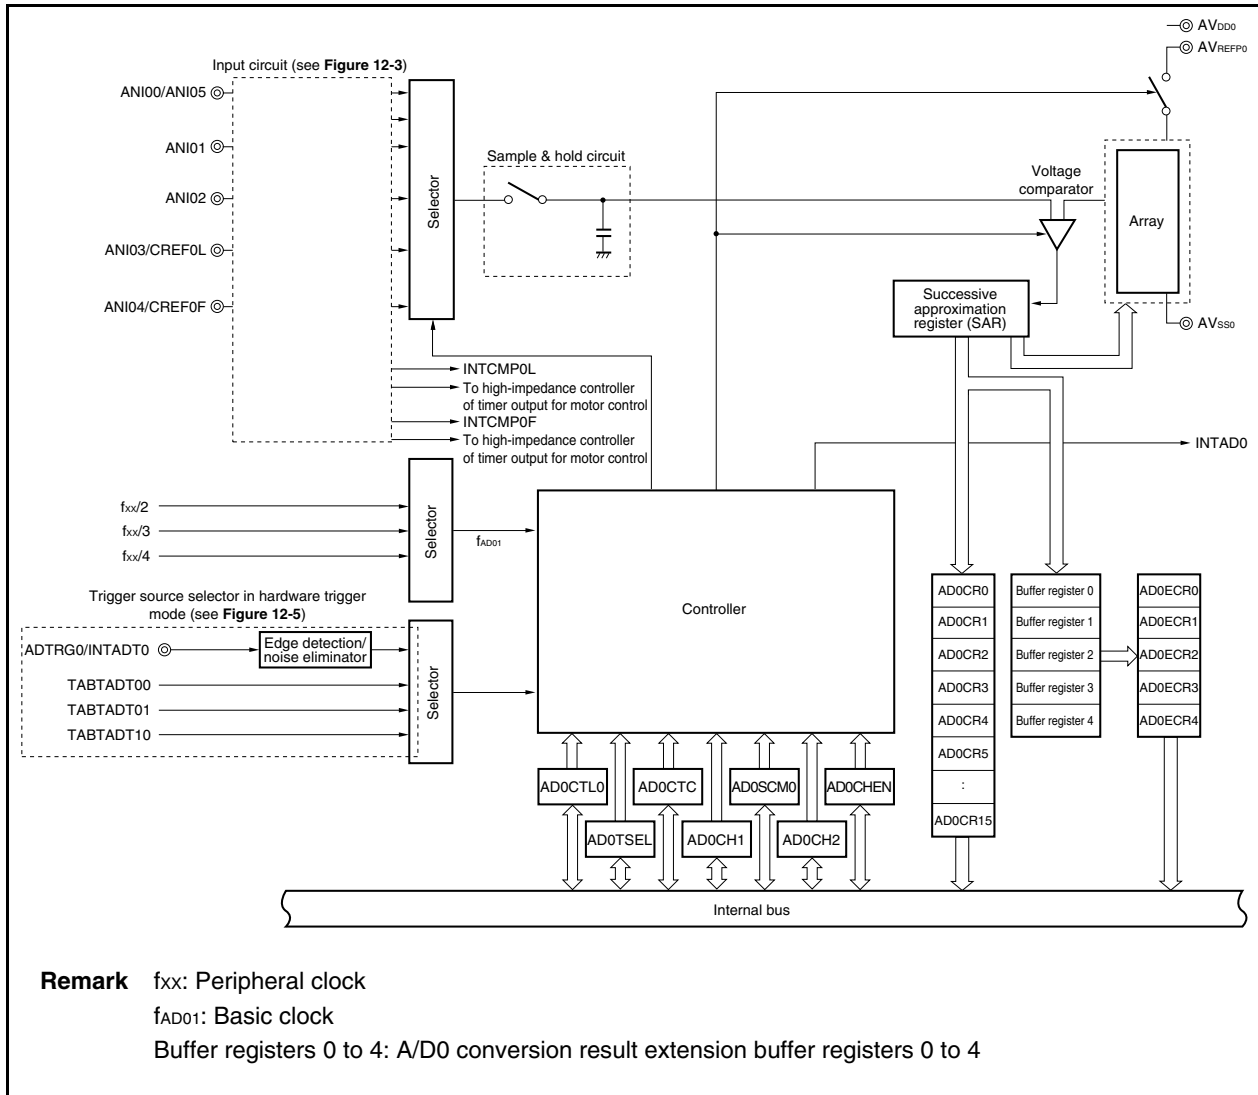 AVDD0
AVREFP0
Input circuit (see Figure 12-3)
ANI00/ANI05
ANI01
ANI02
ANI03/CREF0L
ANI04/CREF0F
Selector
Sample & hold circuit
Voltage
comparator
Array
Successive
approximation
register (SAR)
AVSS0
INTCMP0L
To high-impedance controller
of timer output for motor control
INTCMP0F
To high-impedance controller
of timer output for motor control
INTAD0
fxx/2
fxx/3
fxx/4
Selector
fAD01
Controller
Trigger source selector in hardware trigger
mode (see Figure 12-5)
ADTRG0/INTADT0
Edge detection/
noise eliminator
TABTADT00
TABTADT01
TABTADT10
Selector
AD0CR0
AD0CR1
AD0CR2
AD0CR3
AD0CR4
AD0CR5
:
AD0CR15
Buffer register 0
Buffer register 1
Buffer register 2
Buffer register 3
Buffer register 4
AD0ECR0
AD0ECR1
AD0ECR2
AD0ECR3
AD0ECR4
AD0CTL0
AD0CTC
AD0SCM0
AD0CHEN
AD0TSEL
AD0CH1
AD0CH2
Internal bus
Remark fxx: Peripheral clock
fAD01: Basic clock
Buffer registers 0 to 4: A/D0 conversion result extension buffer registers 0 to 4